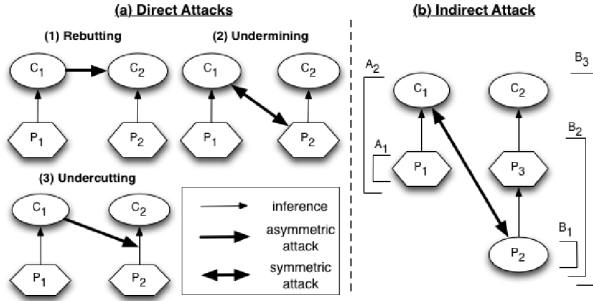 (a) Direct Attacks
(1) Rebutting
(2) Undermining
C1
C2
C1
C2
P1
P2
P1
P2
(3) Undercutting
C1
C2
P1
P2
inference
asymmetric
attack
symmetric
attack
(b) Indirect Attack
A2
B3
C1
C2
B2
A1
P1
P3
B1
P2